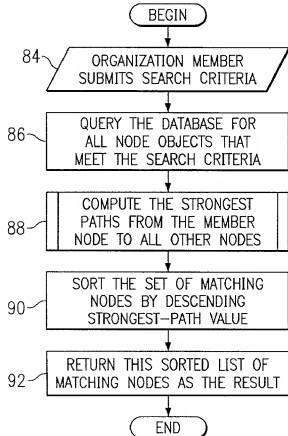 BEGIN
84
ORGANIZATION MEMBER
SUBMITS SEARCH CRITERIA
86
QUERY THE DATABASE FOR
ALL NODE OBJECTS THAT
MEET THE SEARCH CRITERIA
88
COMPUTE THE STRONGEST
PATHS FROM THE MEMBER
NODE TO ALL OTHER NODES
90
SORT THE SET OF MATCHING
NODES BY DESCENDING
STRONGEST-PATH VALUE
92
RETURN THIS SORTED LIST OF
MATCHING NODES AS THE RESULT
END